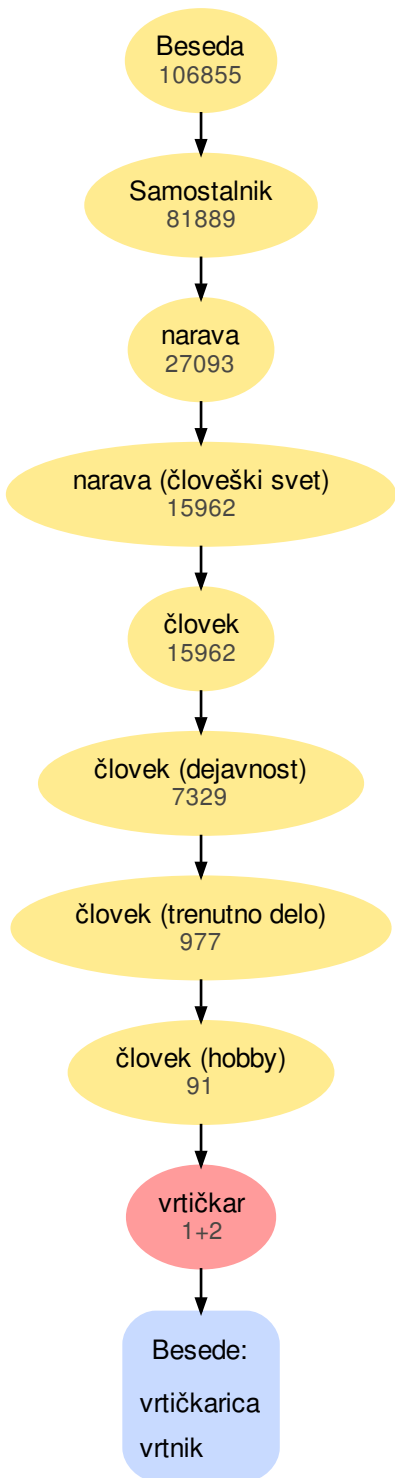 Beseda
106855
Samostalnik
81889
narava
27093
narava (človeški svet)
15962
človek
15962
človek (dejavnost)
7329
človek (trenutno delo)
977
človek (hobby)
91
vrtičkar
1+2
Besede:
vrtičkarica
vrtnik